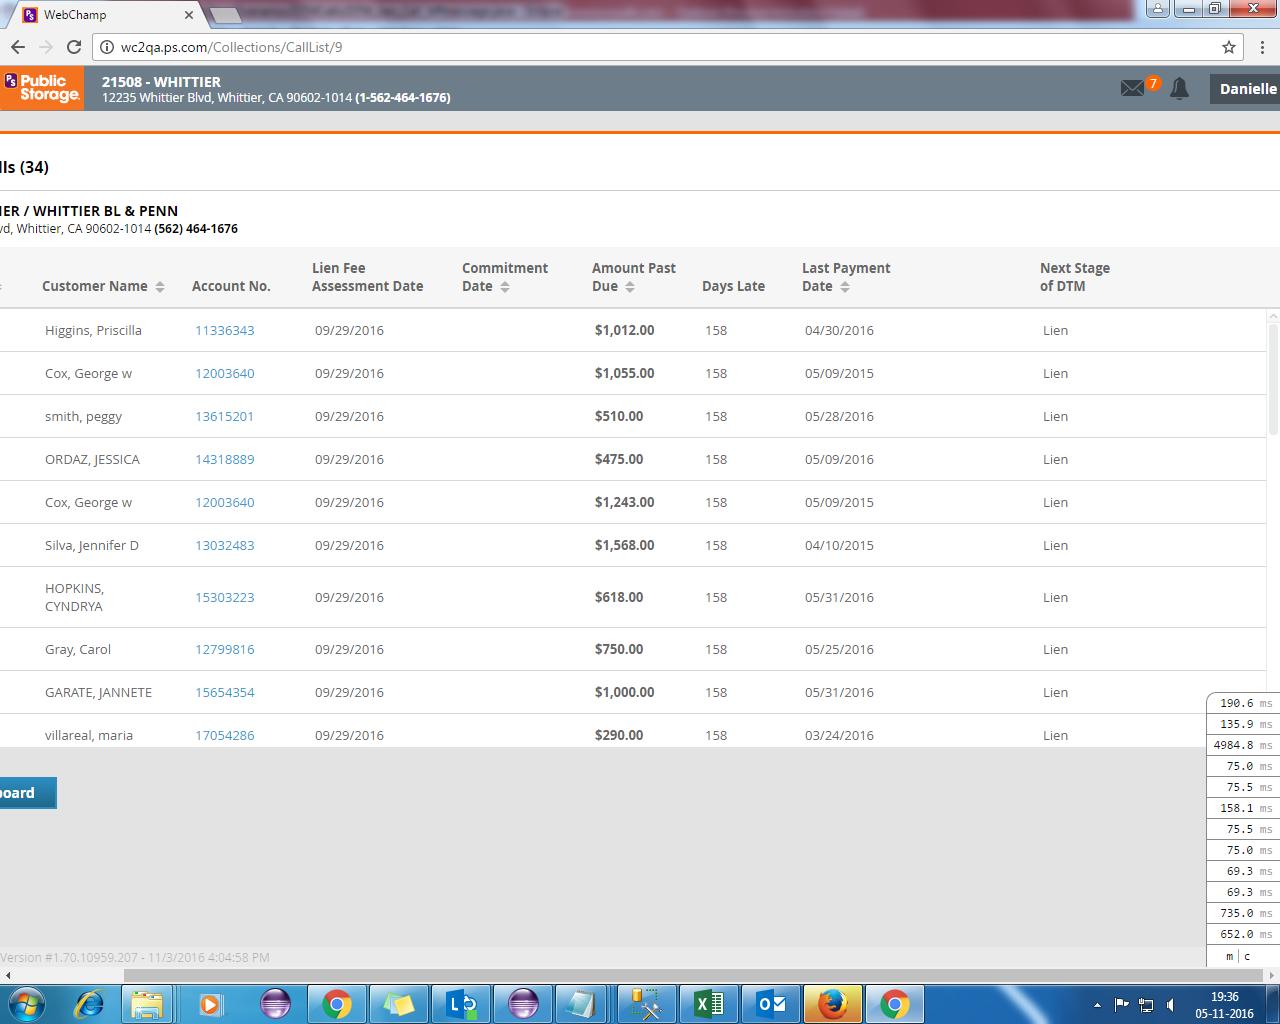 WebChamp
wc2qa.ps.com/Collections/CallList/9
PS Public Storage.
21508 - WHITTIER
12235 Whittier Blvd, Whittier, CA 90602-1014 (1-562-464-1676)
7
Danielle
lls (34)
IER / WHITTIER BL & PENN
vd, Whittier, CA 90602-1014 (562) 464-1676
Customer Name Account No. Lien Fee Assessment Date Commitment Date Amount Past Due Days Late Last Payment Date Next Stage of DTM
Higgins, Priscilla 11336343 09/29/2016 $1,012.00 158 04/30/2016 Lien
Cox, George w 12003640 09/29/2016 $1,055.00 158 05/09/2015 Lien
smith, peggy 13615201 09/29/2016 $510.00 158 05/28/2016 Lien
ORDAZ, JESSICA 14318889 09/29/2016 $475.00 158 05/09/2016 Lien
Cox, George w 12003640 09/29/2016 $1,243.00 158 05/09/2015 Lien
Silva, Jennifer D 13032483 09/29/2016 $1,568.00 158 04/10/2015 Lien
HOPKINS, CYNDRYA 15303223 09/29/2016 $618.00 158 05/31/2016 Lien
Gray, Carol 12799816 09/29/2016 $750.00 158 05/25/2016 Lien
GARATE, JANNETE 15654354 09/29/2016 $1,000.00 158 05/31/2016 Lien
villareal, maria 17054286 09/29/2016 $290.00 158 03/24/2016 Lien
190.6 ms
135.9 ms
4984.8 ms
75.0 ms
75.5 ms
158.1 ms
75.5 ms
75.0 ms
69.3 ms
69.3 ms
735.0 ms
652.0 ms
m | c
board
Version #1.70.10959.207 - 11/3/2016 4:04:58 PM
19:36
05-11-2016